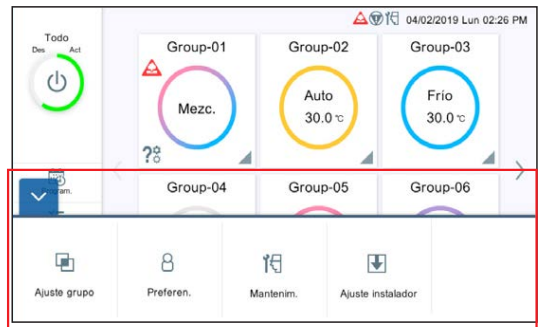 04/02/2019 Lun 02:26 PM
Todo
Des Act
Group-01
Group-02
Group-03
Mezc.
Auto
30.0 °C
Frío
30.0 °C
Group-04
Group-05
Group-06
Ajuste grupo
Preferen.
Mantenim.
Ajuste instalador